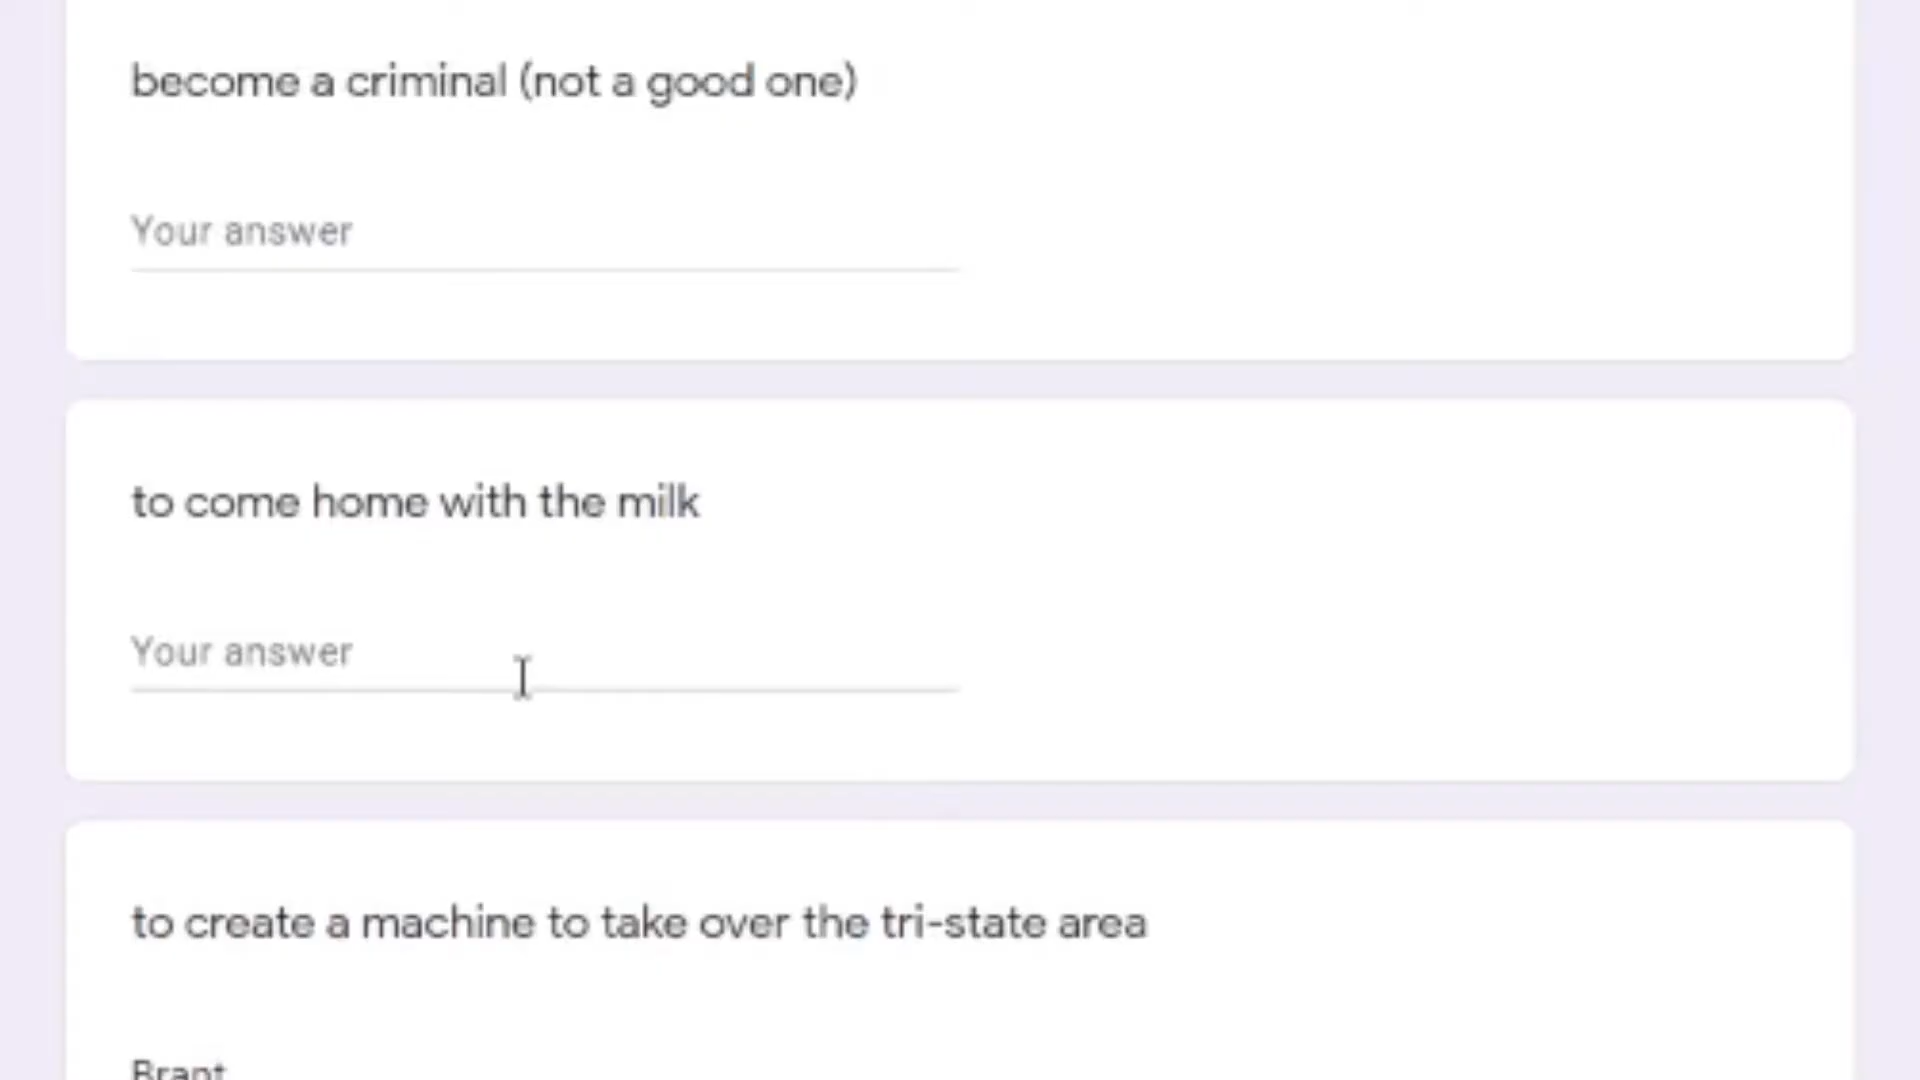 become a criminal (not a good one)
Your answer
to come home with the milk
Your answer
to create a machine to take over the tri-state area
Brant